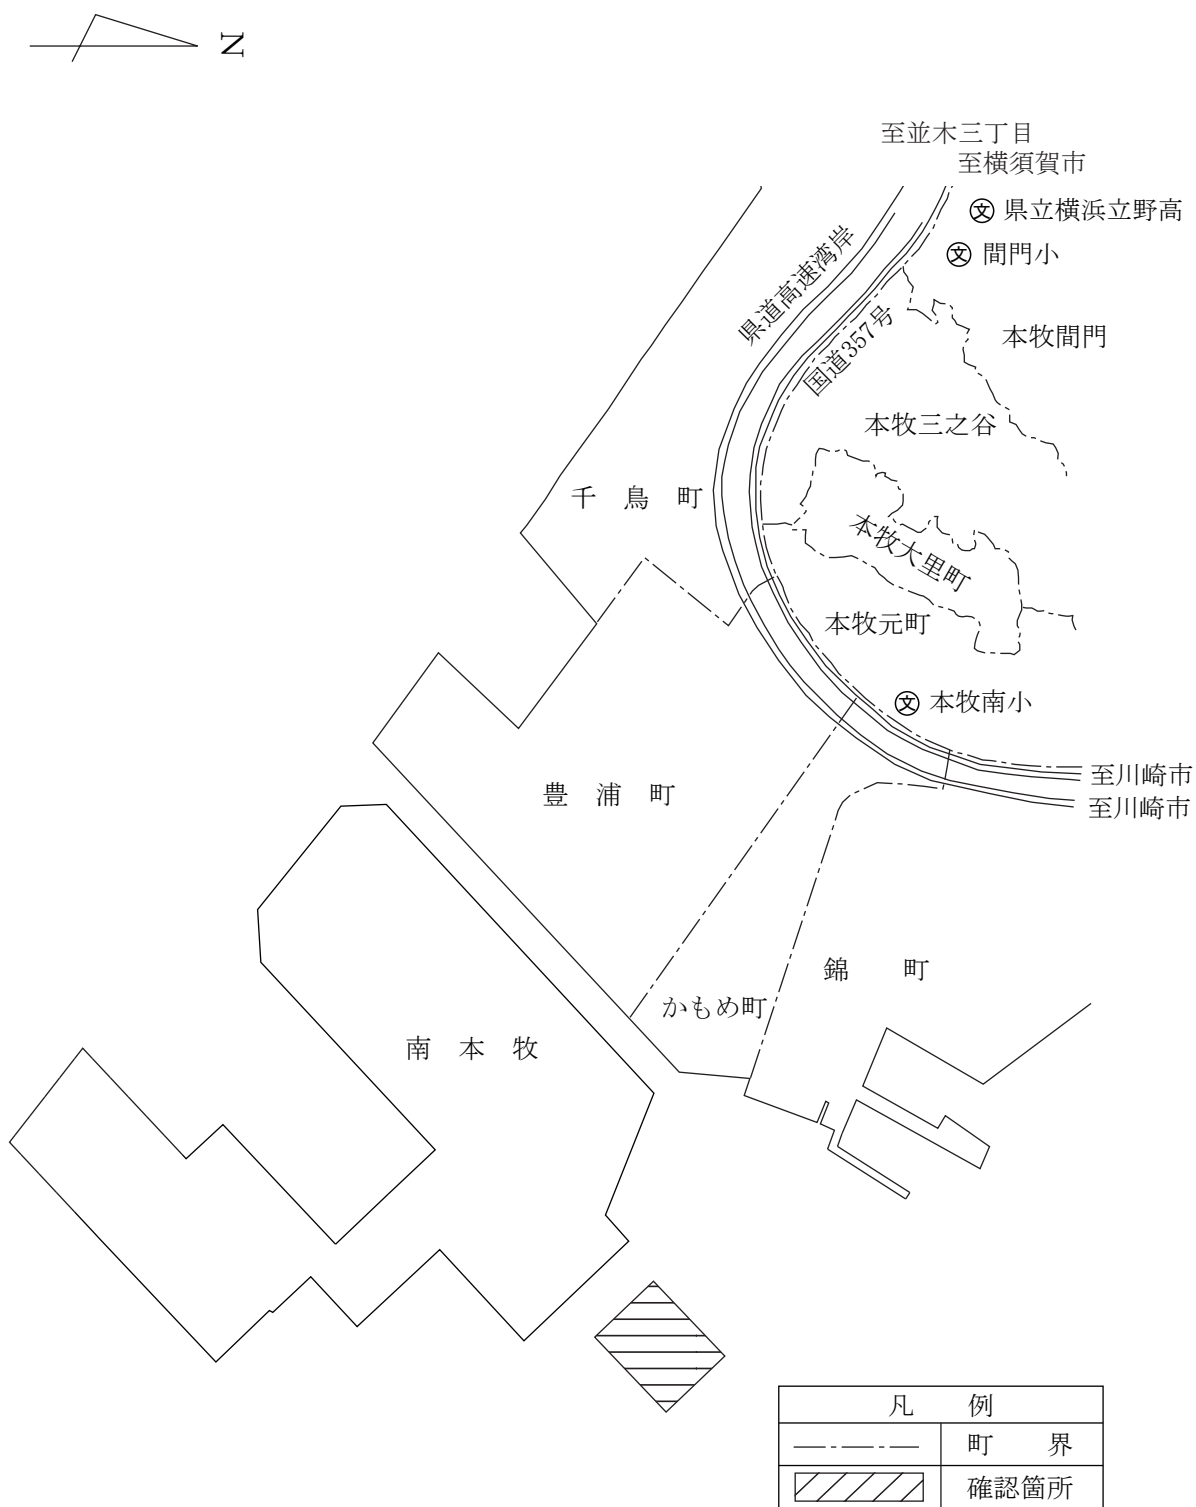 N
至並木三丁目
至横須賀市
文 県立横浜立野高
文 間門小
県道高速湾岸
国道357号
本牧間門
本牧三之谷
千鳥町
本牧大里町
本牧元町
文 本牧南小
至川崎市
至川崎市
豊浦町
錦町
かもめ町
南本牧
凡例
町界
確認箇所